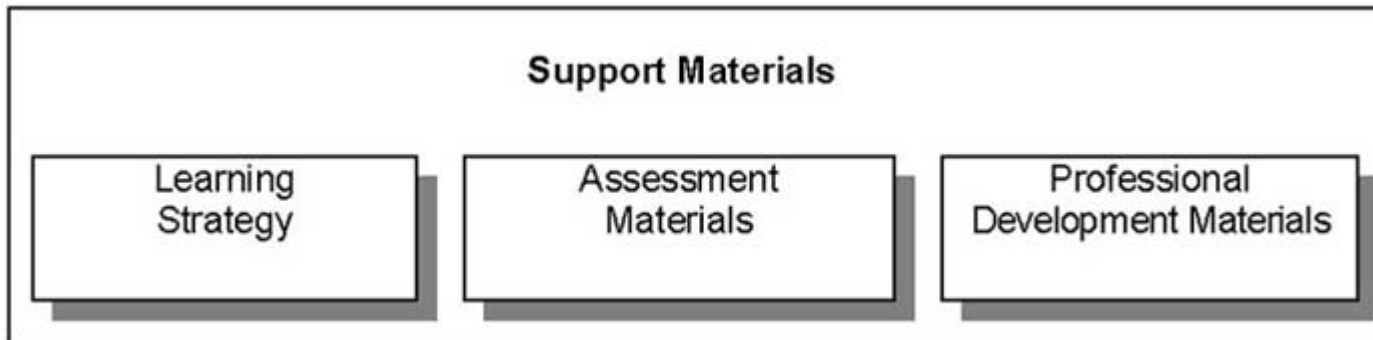 Support Materials
Learning
Strategy
Assessment
Materials
Professional
Development Materials